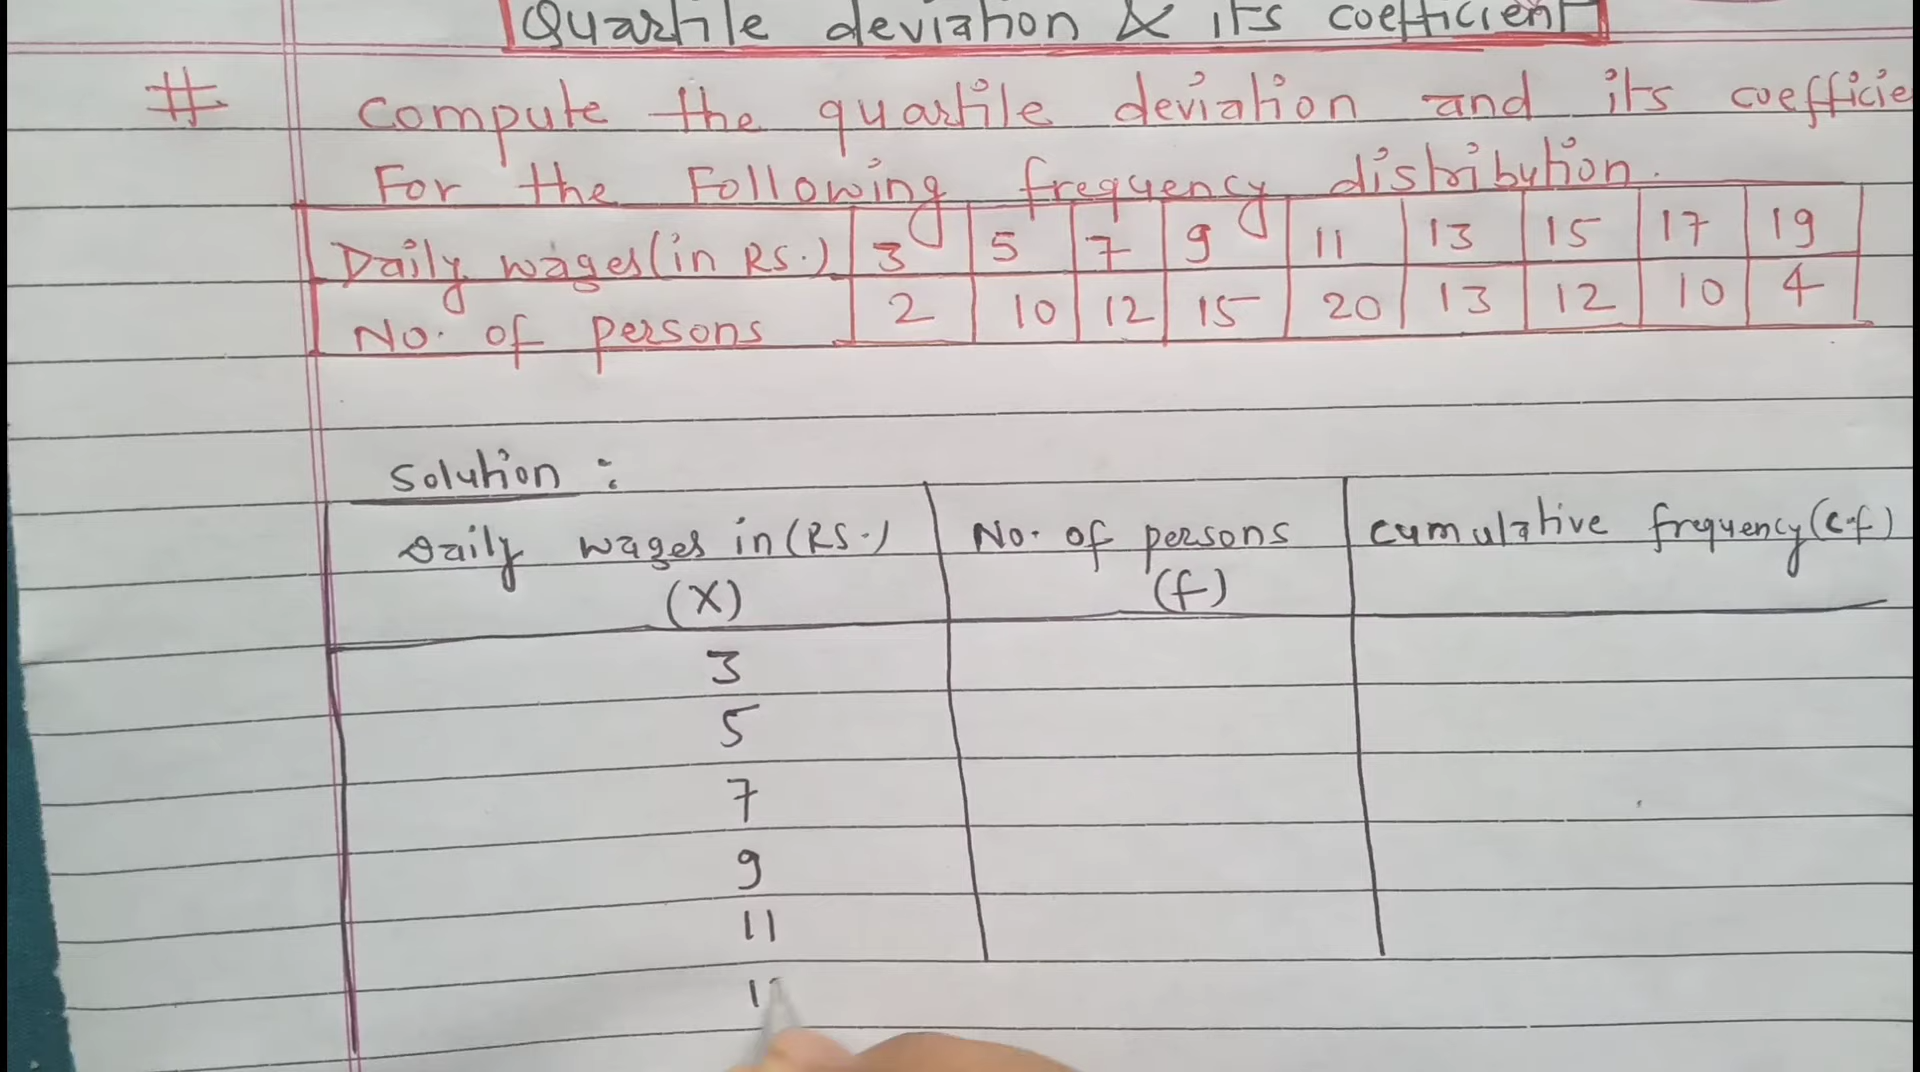 Quartile deviation & its coefficient
# Compute the quartile deviation and its coefficie
For the Following frequency distribution.
Daily wages (in RS.) 3 5 7 9 11 13 15 17 19
No. of persons 2 10 12 15 20 13 12 10 4
Solution :
Daily wages in (RS.) No. of persons cumulative frequency (c.f)
(X) (f)
3
5
7
9
11